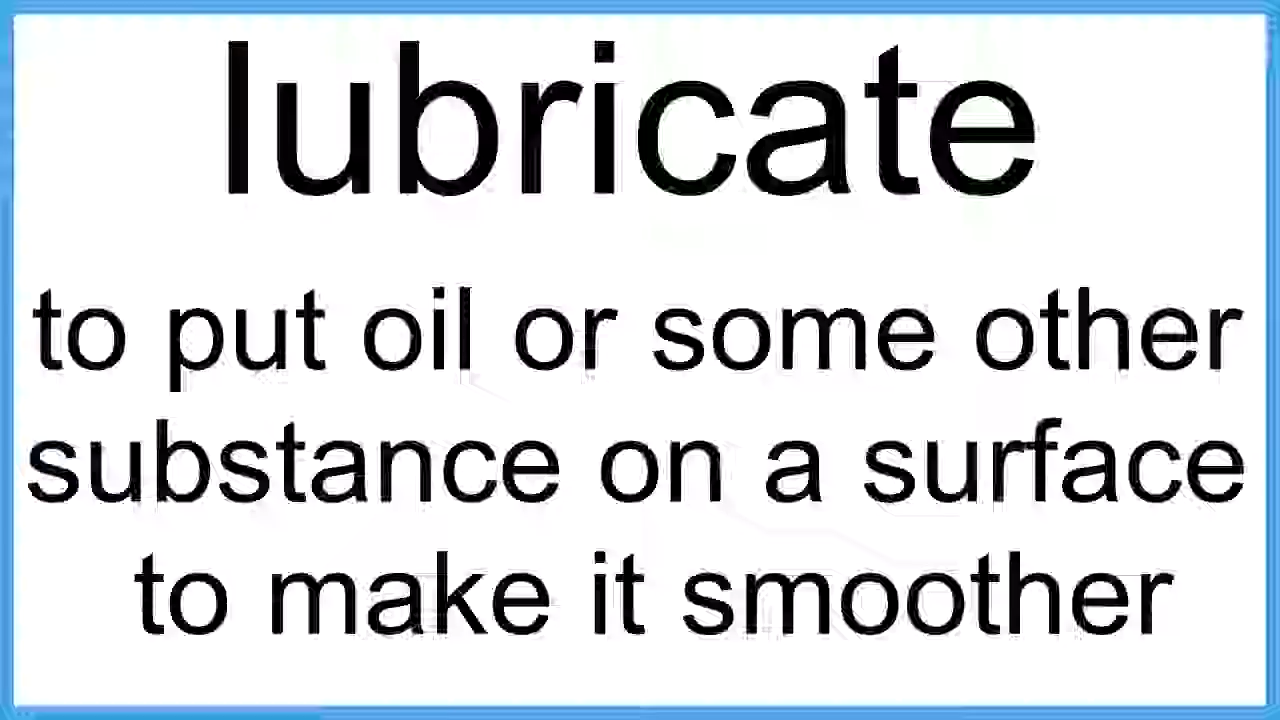 lubricate
to put oil or some other
substance on a surface
to make it smoother